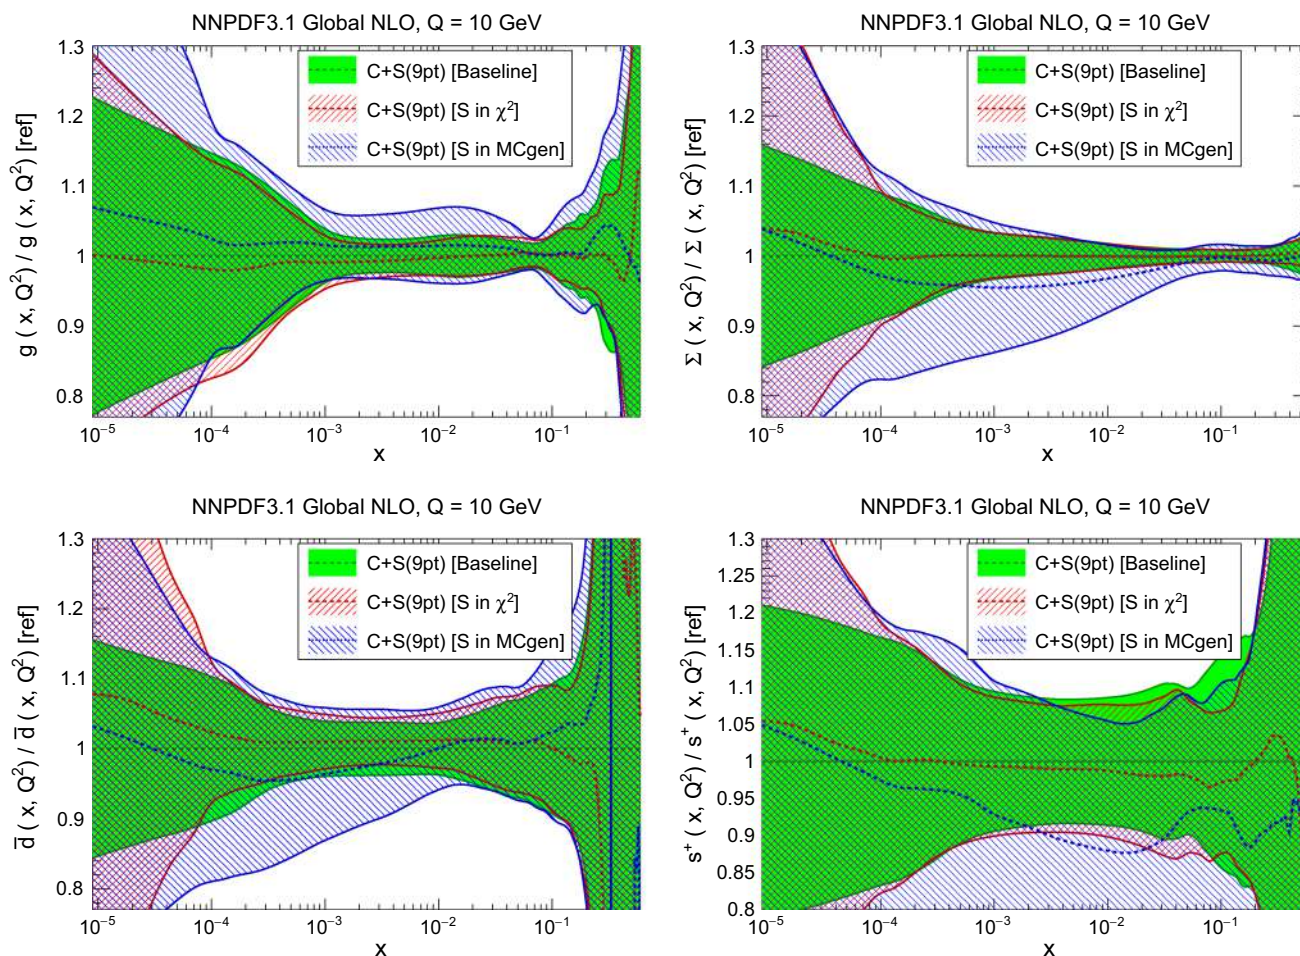 NNPDF3.1 Global NLO, Q = 10 GeV
g ( x, Q²) / g ( x, Q²) [ref]
1.3
1.2
1.1
1
0.9
0.8
C+S(9pt) [Baseline]
C+S(9pt) [S in χ²]
C+S(9pt) [S in MCgen]
10⁻⁵ 10⁻⁴ 10⁻³ 10⁻² 10⁻¹
x
NNPDF3.1 Global NLO, Q = 10 GeV
Σ ( x, Q²) / Σ ( x, Q²) [ref]
1.3
1.2
1.1
1
0.9
0.8
C+S(9pt) [Baseline]
C+S(9pt) [S in χ²]
C+S(9pt) [S in MCgen]
10⁻⁵ 10⁻⁴ 10⁻³ 10⁻² 10⁻¹
x
NNPDF3.1 Global NLO, Q = 10 GeV
d̅ ( x, Q²) / d̅ ( x, Q²) [ref]
1.3
1.2
1.1
1
0.9
0.8
C+S(9pt) [Baseline]
C+S(9pt) [S in χ²]
C+S(9pt) [S in MCgen]
10⁻⁵ 10⁻⁴ 10⁻³ 10⁻² 10⁻¹
x
NNPDF3.1 Global NLO, Q = 10 GeV
s⁺ ( x, Q²) / s⁺ ( x, Q²) [ref]
1.3
1.25
1.2
1.15
1.1
1.05
1
0.95
0.9
0.85
0.8
C+S(9pt) [Baseline]
C+S(9pt) [S in χ²]
C+S(9pt) [S in MCgen]
10⁻⁵ 10⁻⁴ 10⁻³ 10⁻² 10⁻¹
x